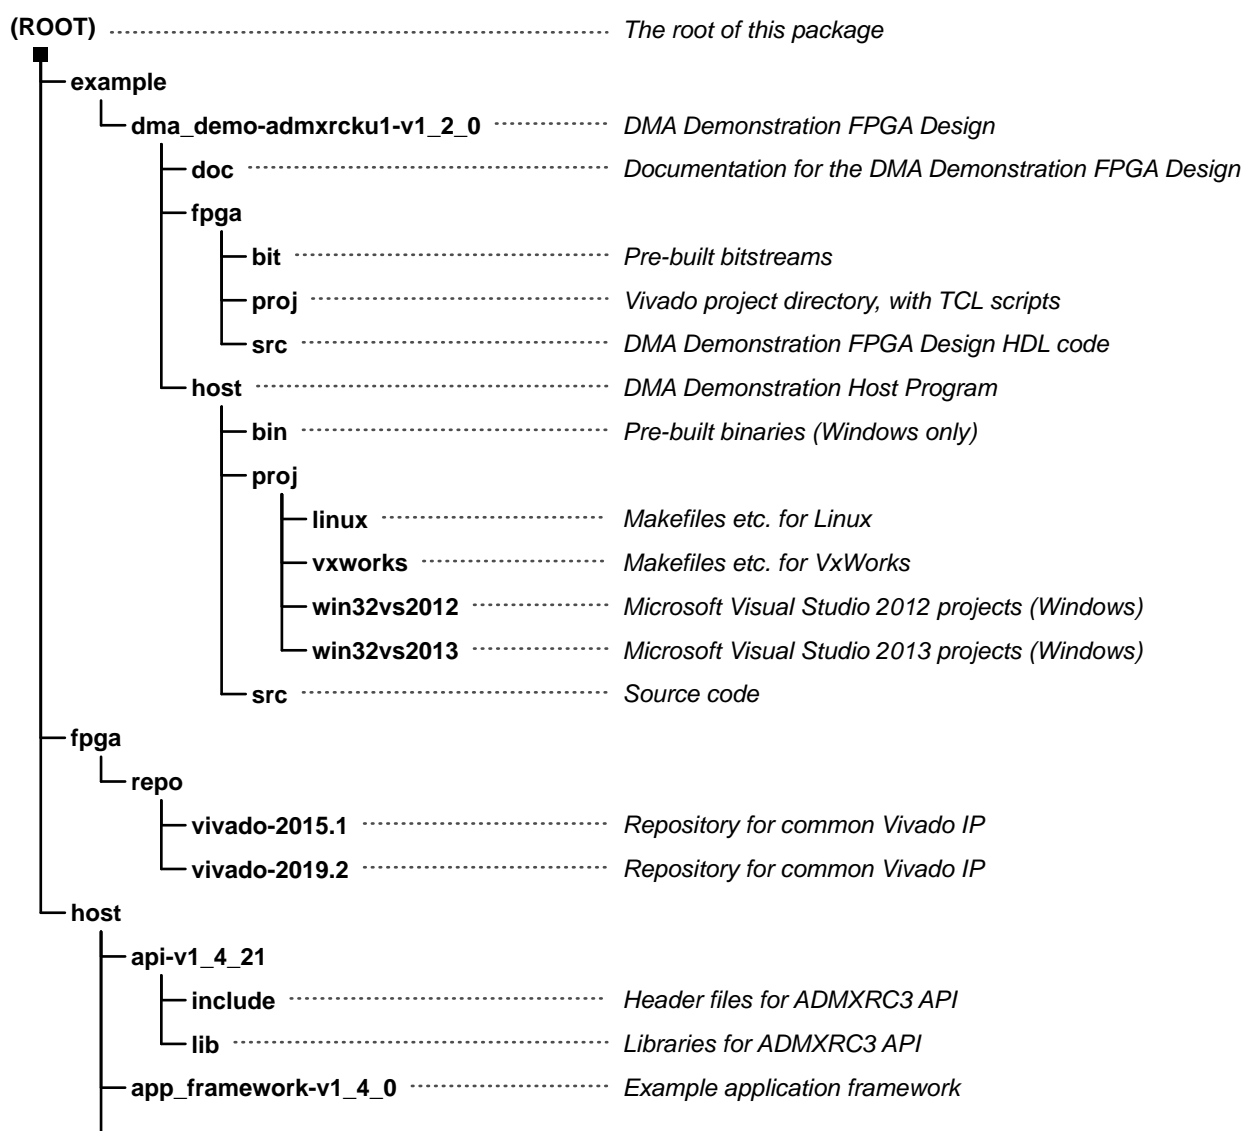 (ROOT) The root of this package
example
dma_demo-admxrcku1-v1_2_0 DMA Demonstration FPGA Design
doc Documentation for the DMA Demonstration FPGA Design
fpga
bit Pre-built bitstreams
proj Vivado project directory, with TCL scripts
src DMA Demonstration FPGA Design HDL code
host DMA Demonstration Host Program
bin Pre-built binaries (Windows only)
proj
linux Makefiles etc. for Linux
vxworks Makefiles etc. for VxWorks
win32vs2012 Microsoft Visual Studio 2012 projects (Windows)
win32vs2013 Microsoft Visual Studio 2013 projects (Windows)
src Source code
fpga
repo
vivado-2015.1 Repository for common Vivado IP
vivado-2019.2 Repository for common Vivado IP
host
api-v1_4_21
include Header files for ADMXRC3 API
lib Libraries for ADMXRC3 API
app_framework-v1_4_0 Example application framework